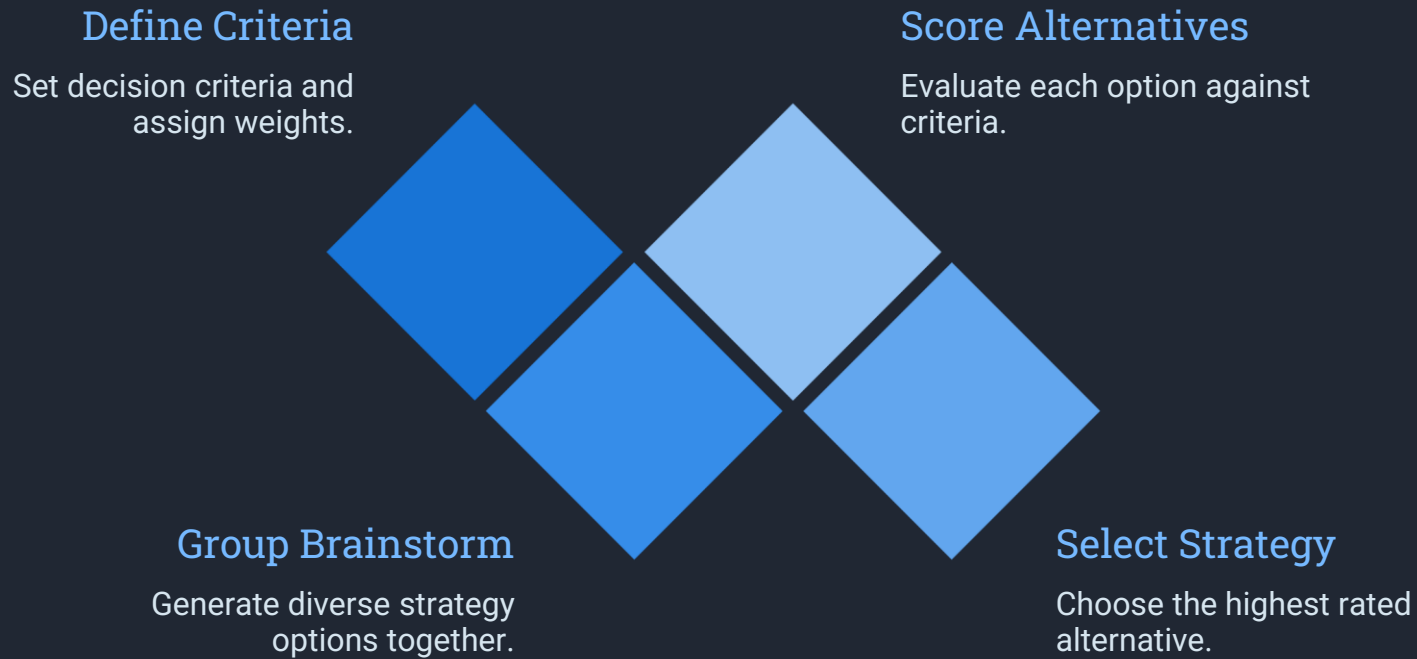 Define Criteria
Set decision criteria and
assign weights.
Score Alternatives
Evaluate each option against
criteria.
Group Brainstorm
Generate diverse strategy
options together.
Select Strategy
Choose the highest rated
alternative.